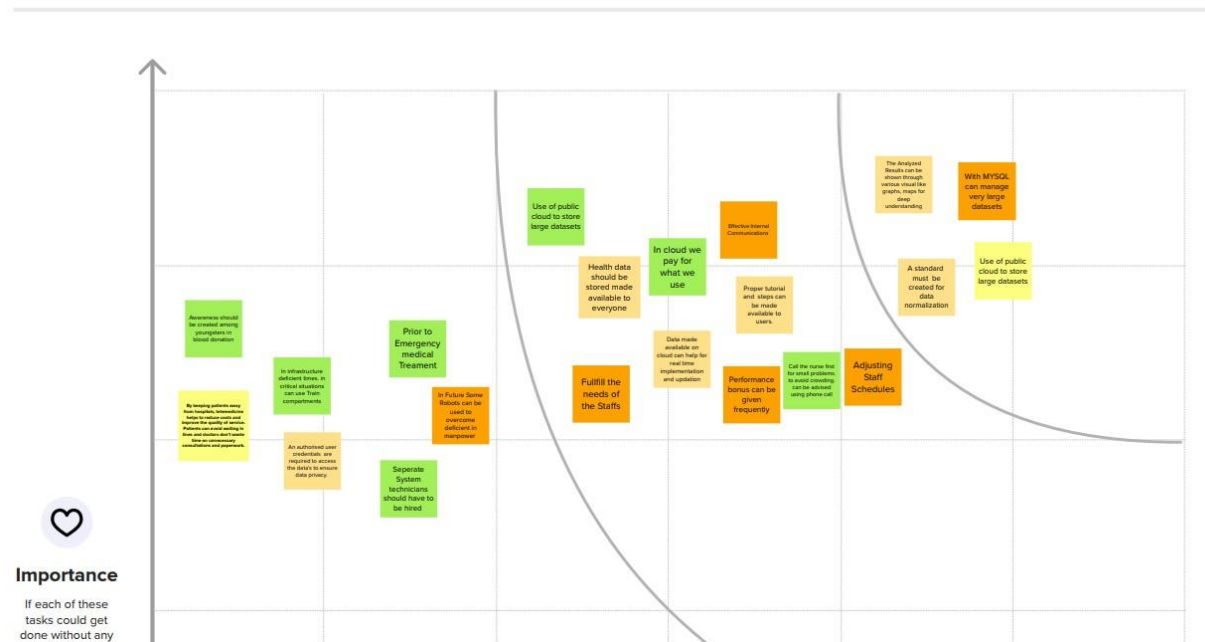 The Analyzed
Results can be
shown through
various visual like
graphs, maps for
deep
understanding
With MYSQL
can manage
very large
datasets
Use of public
cloud to store
large datasets
Effective Internal
Communications
In cloud we
pay for
what we
use
Health data
should be
stored made
available to
everyone
A standard
must be
created for
data
normalization
Use of public
cloud to store
large datasets
Proper tutorial
and steps can
be made
available to
users.
Awareness should
be created among
youngsters in
blood donation
Prior to
Emergency
medical
Treament
Data made
available on
cloud can help for
real time
implementation
and updation
In infrastructure
deficient times, in
critical situations
can use Train
compartments
Fullfill the
needs of
the Staffs
Performance
bonus can be
given
frequently
Call the nurse first
for small problems,
to avoid crowding,
can be advised
using phone call
Adjusting
Staff
Schedules
By keeping patients away
from hospitals, telemedicine
helps to reduce costs and
improve the quality of service.
Patients can avoid waiting in
lines and doctors don't waste
time on unnecessary
consultations and paperwork.
In Future Some
Robots can be
used to
overcome
deficient in
manpower
An authorised user
credentials are
required to access
the data's to ensure
data privacy.
Seperate
System
technicians
should have to
be hired
Importance
If each of these
tasks could get
done without any